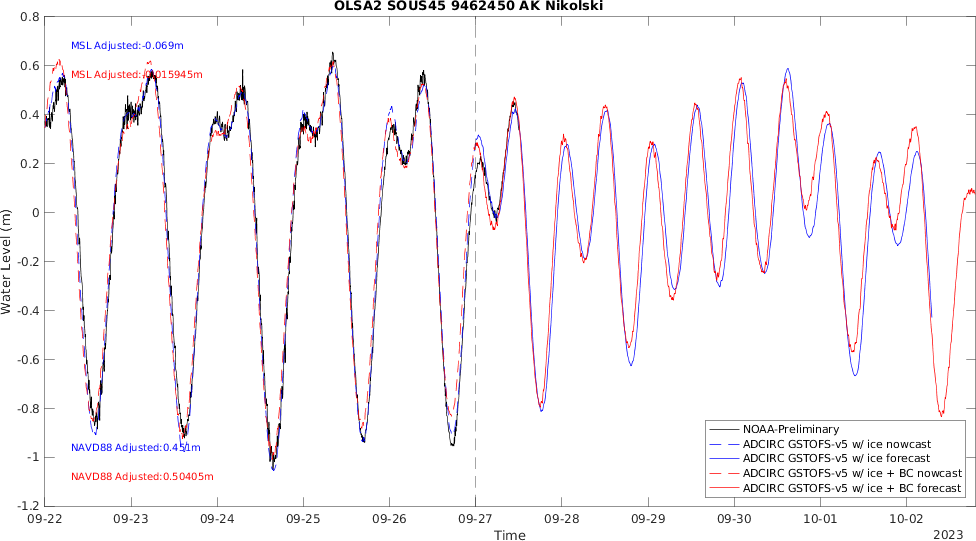 OLSA2 SOUS45 9462450 AK Nikolski
0.8
0.6
0.4
0.2
0
-0.2
-0.4
-0.6
-0.8
-1
-1.2
Water Level (m)
MSL Adjusted:-0.069m
MSL Adjusted:-0.015945m
NAVD88 Adjusted:0.451m
NAVD88 Adjusted:0.50405m
NOAA-Preliminary
ADCIRC GSTOFS-v5 w/ ice nowcast
ADCIRC GSTOFS-v5 w/ ice forecast
ADCIRC GSTOFS-v5 w/ ice + BC nowcast
ADCIRC GSTOFS-v5 w/ ice + BC forecast
09-22 09-23 09-24 09-25 09-26 09-27 09-28 09-29 09-30 10-01 10-02
Time
2023